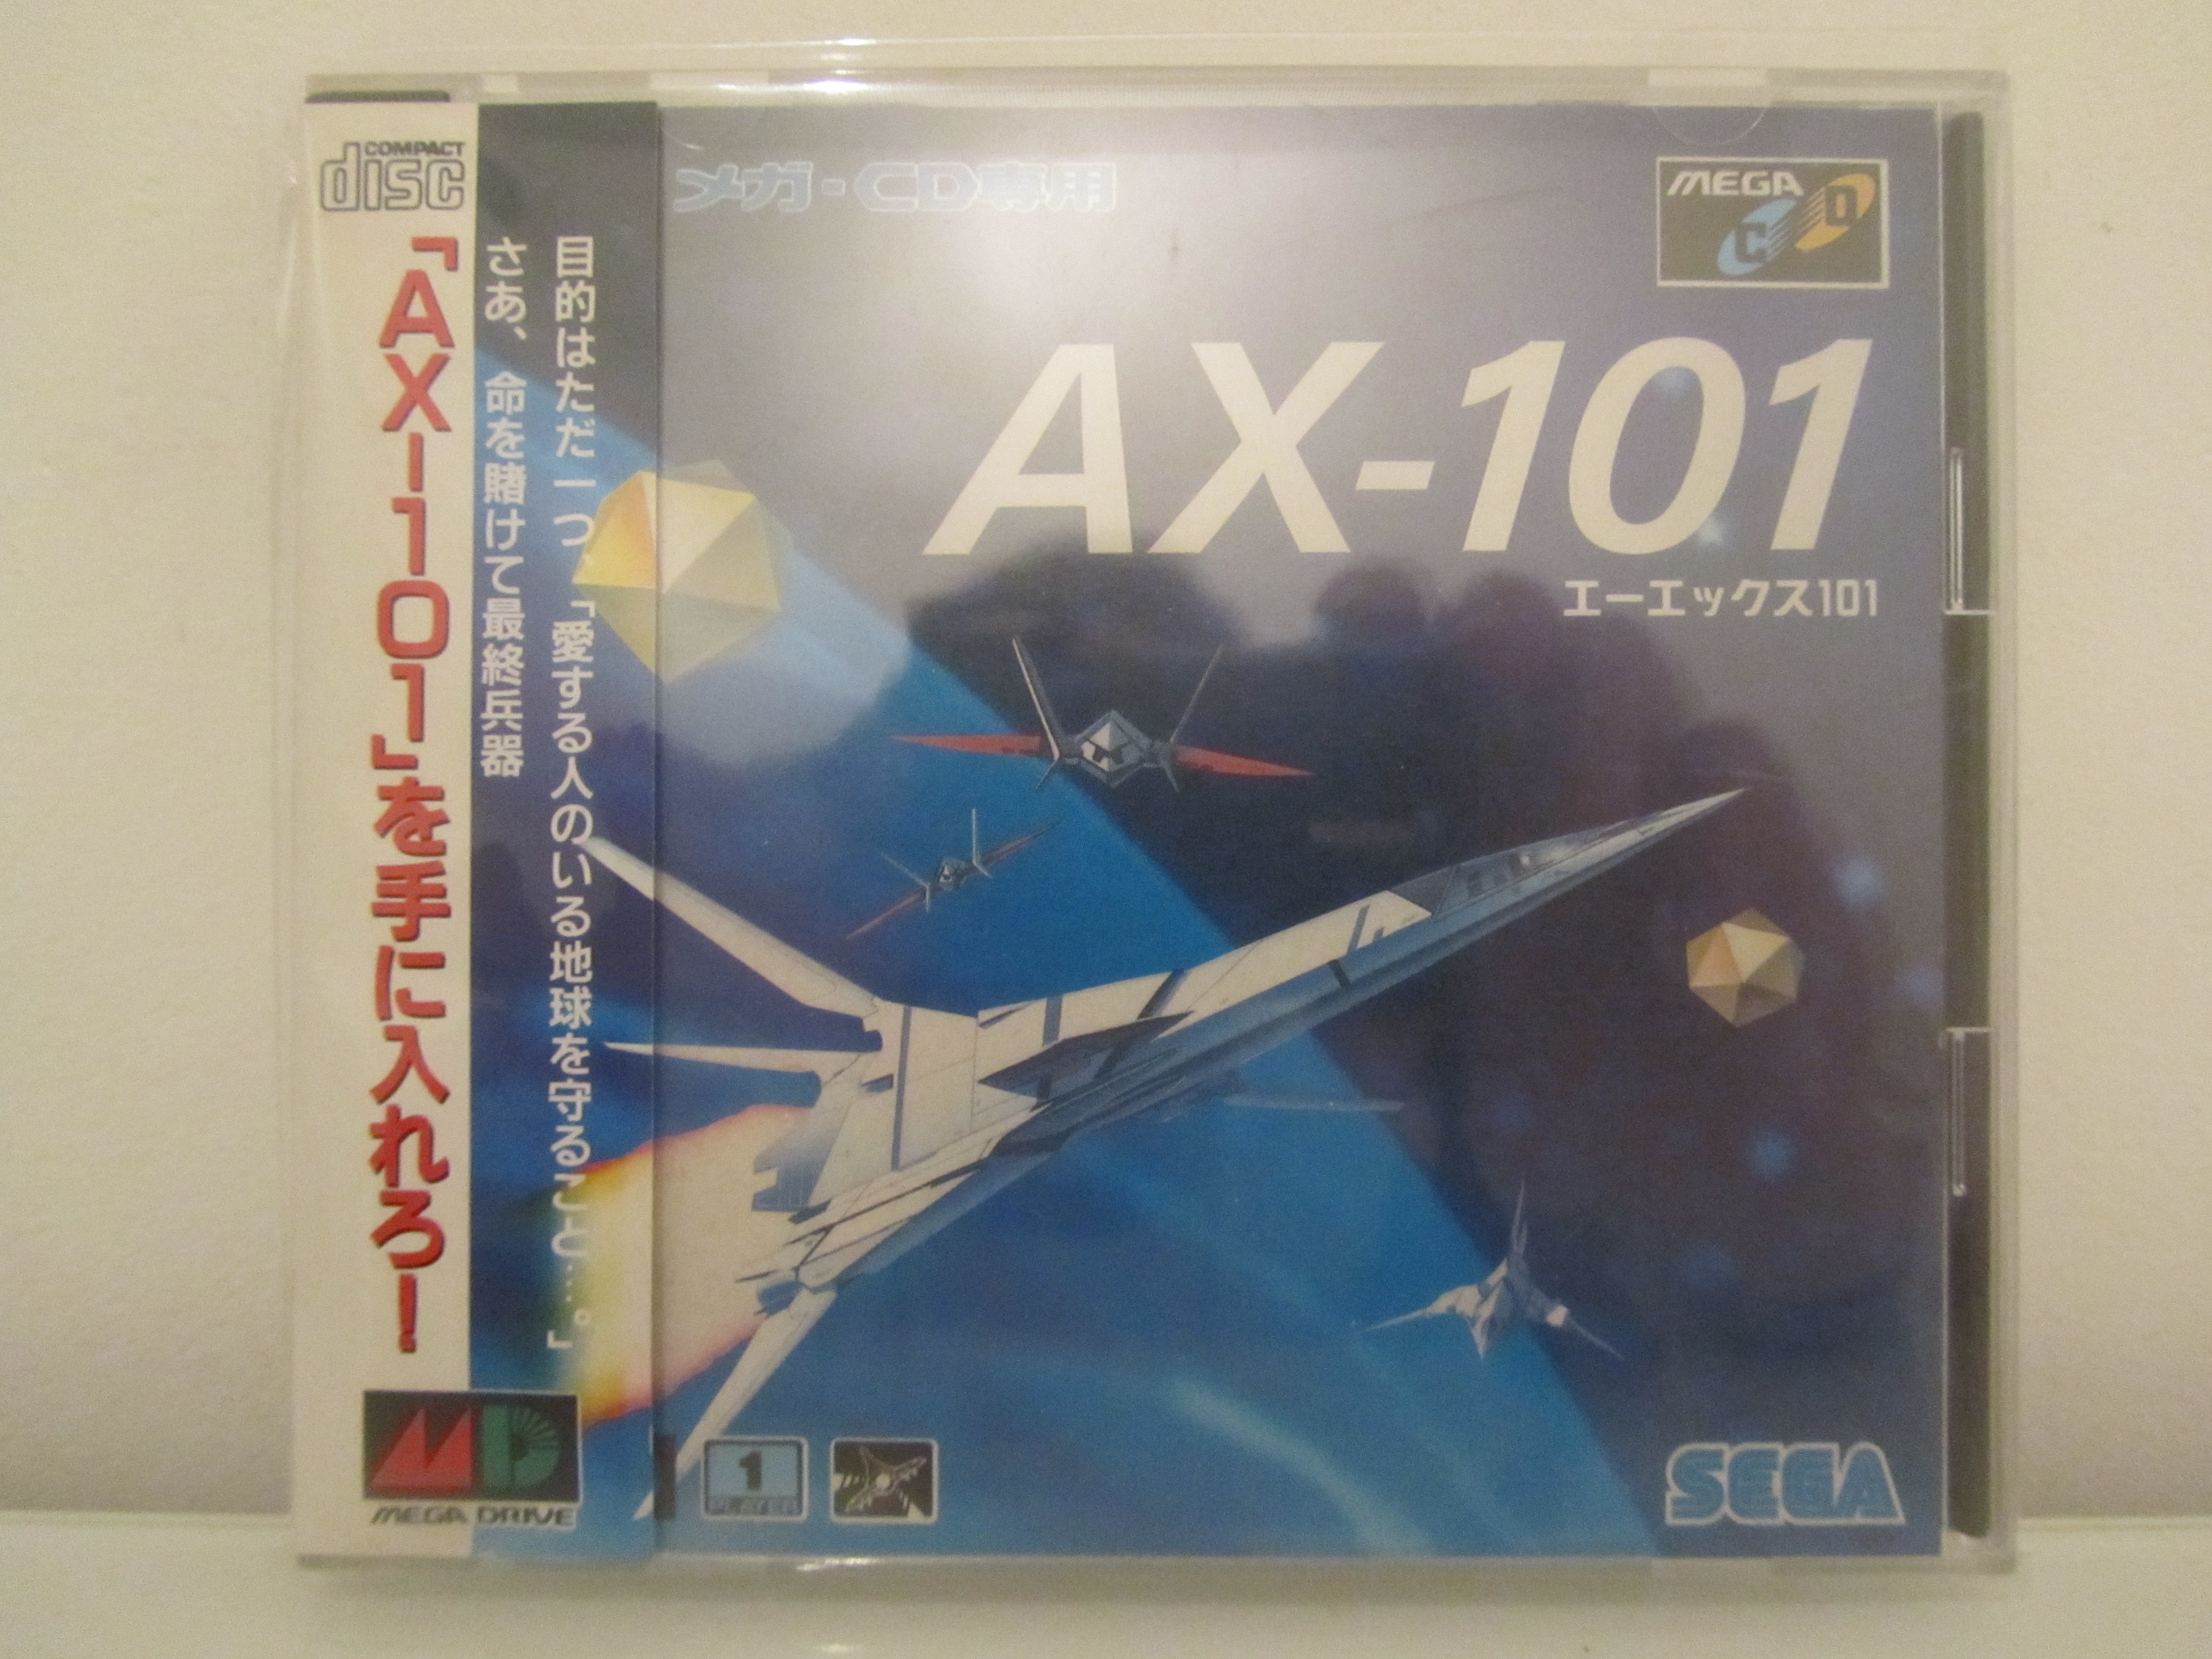 COMPACT
disc
「AX-101」を手に入れろ!
目的はただ一つ「愛する人のいる地球を守ること…。」
さあ、命を賭けて最終兵器
MD
MEGA DRIVE
メガ-CD専用
MEGA
CD
AX-101
エーエックス101
1
PLAYER
SEGA